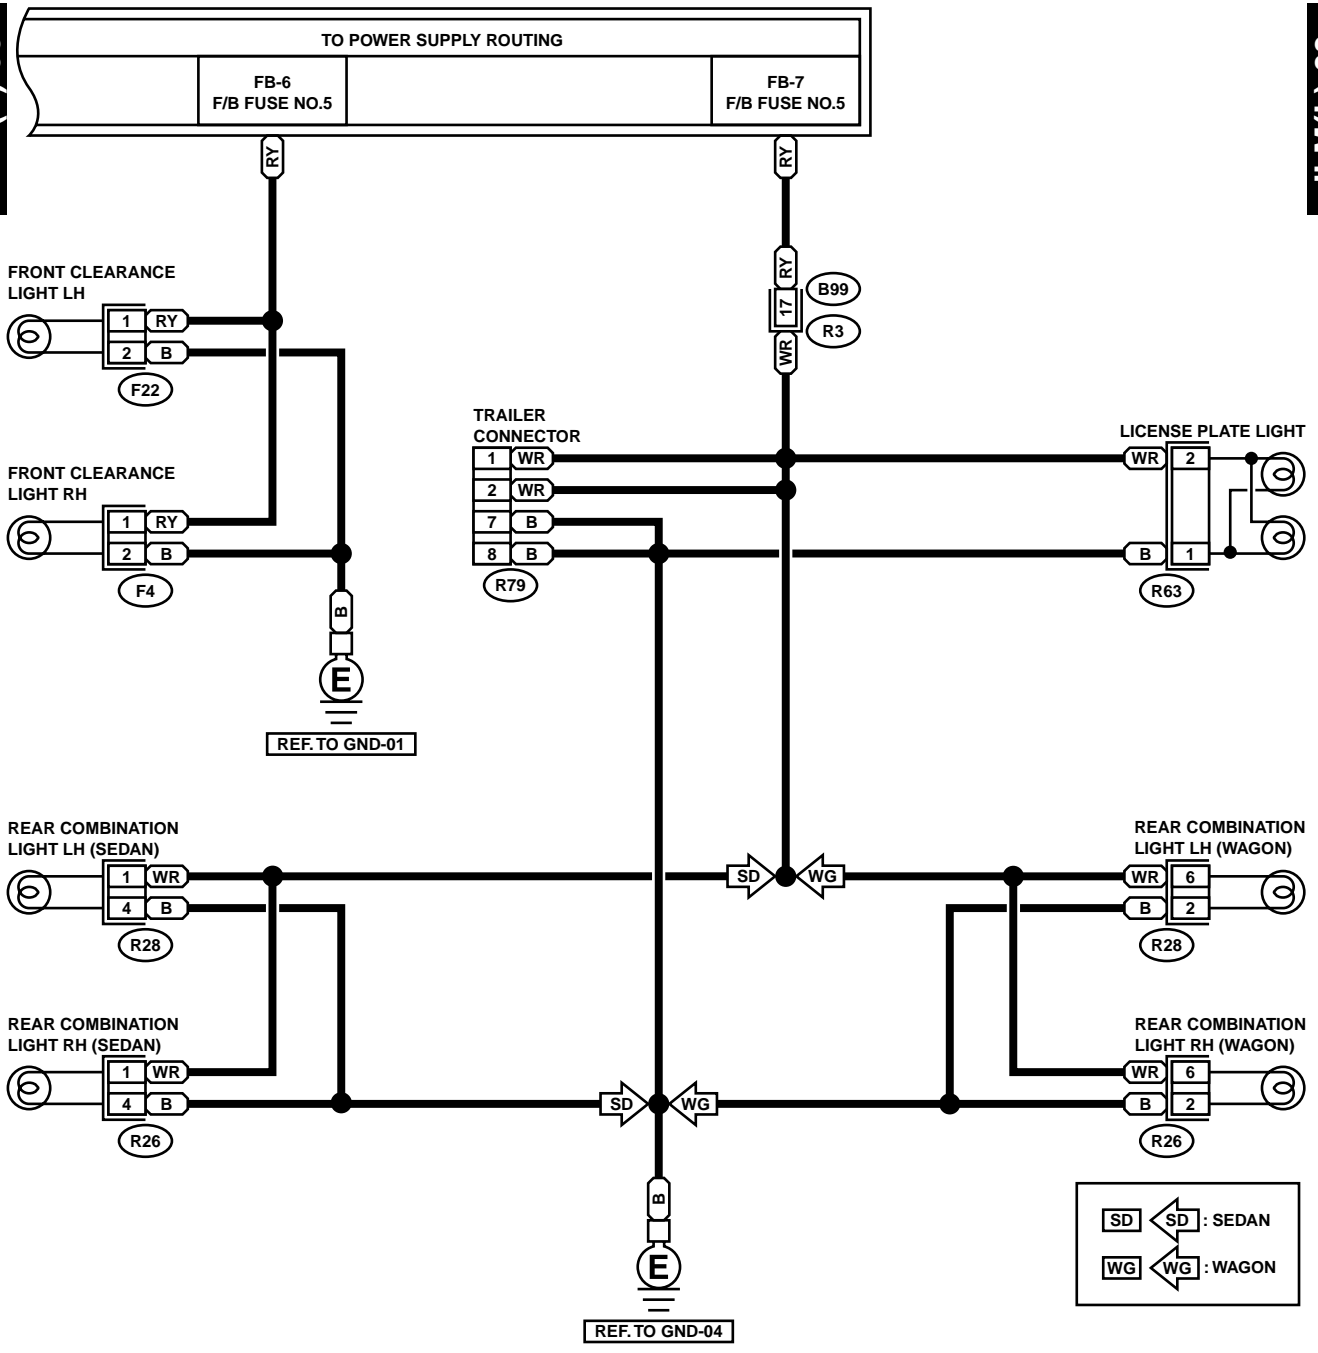 TO POWER SUPPLY ROUTING
FB-6
F/B FUSE NO.5
FB-7
F/B FUSE NO.5
RY
RY
FRONT CLEARANCE
LIGHT LH
1 RY
2 B
F22
RY
17
WR
B99
R3
FRONT CLEARANCE
LIGHT RH
1 RY
2 B
F4
B
E
REF. TO GND-01
TRAILER
CONNECTOR
1 WR
2 WR
7 B
8 B
R79
LICENSE PLATE LIGHT
WR 2
B 1
R63
REAR COMBINATION
LIGHT LH (SEDAN)
1 WR
4 B
R28
SD
WG
REAR COMBINATION
LIGHT LH (WAGON)
WR 6
B 2
R28
REAR COMBINATION
LIGHT RH (SEDAN)
1 WR
4 B
R26
SD
WG
REAR COMBINATION
LIGHT RH (WAGON)
WR 6
B 2
R26
B
E
REF. TO GND-04
SD SD : SEDAN
WG WG : WAGON